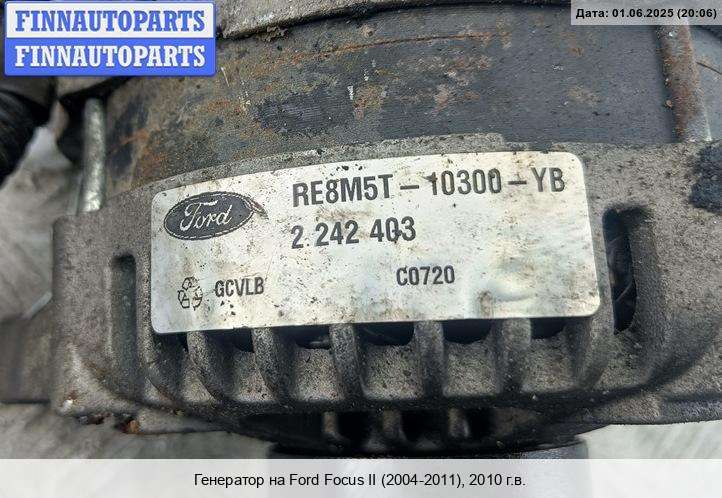 FINNAUTOPARTS
FINNAUTOPARTS
Дата: 01.06.2025 (20:06)
Ford
RE8M5T-10300-YB
2 242 403
GCVLB
C0720
Генератор на Ford Focus II (2004-2011), 2010 г.в.